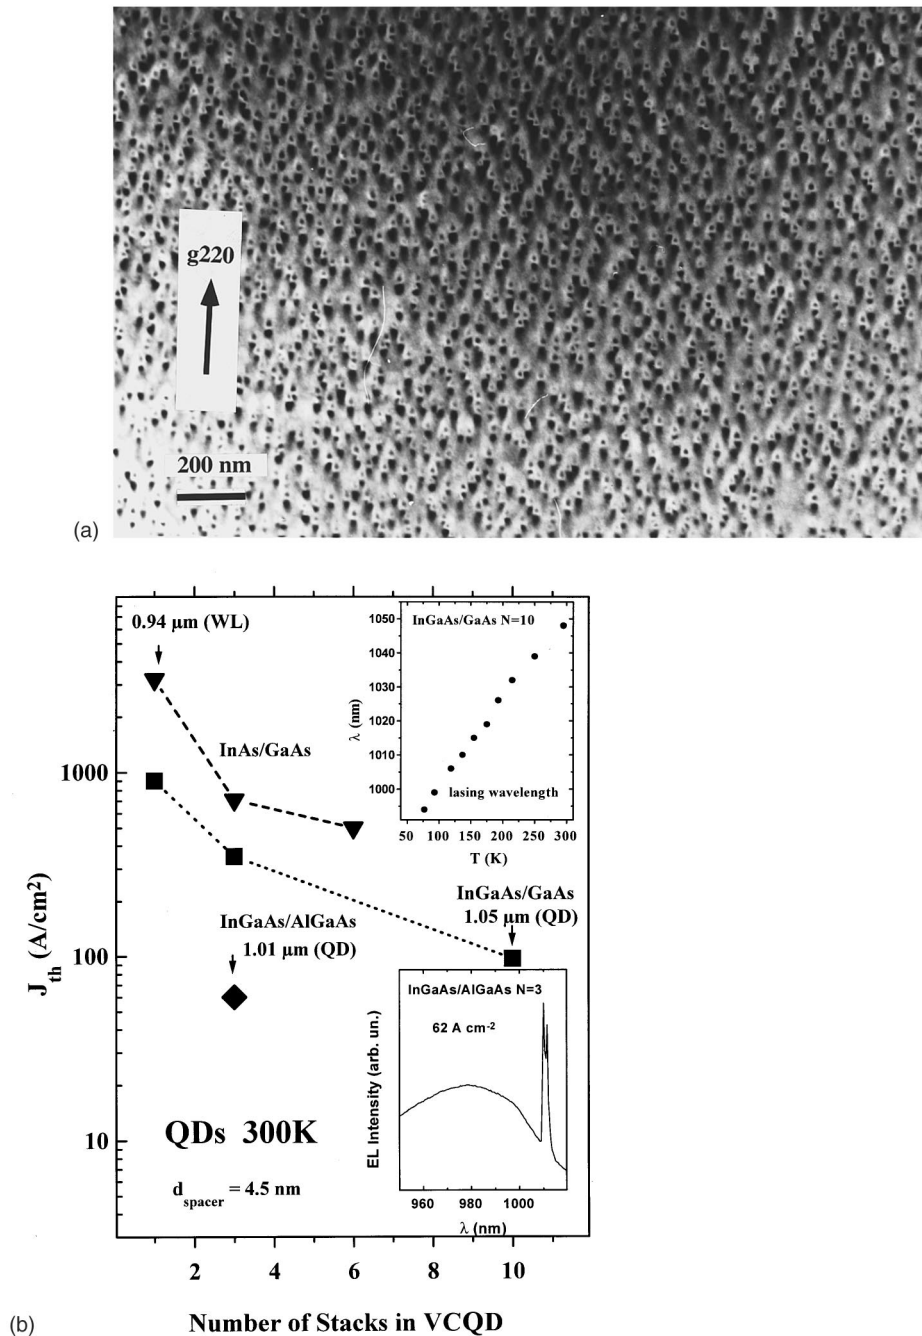 g220
200 nm
(a)
0.94 μm (WL)
InAs/GaAs
1000
100
10
J_th (A/cm²)
InGaAs/AlGaAs
1.01 μm (QD)
InGaAs/GaAs
1.05 μm (QD)
InGaAs/GaAs N=10
1050
1040
1030
1020
1010
1000
λ (nm)
lasing wavelength
50 100 150 200 250 300
T (K)
InGaAs/AlGaAs N=3
62 A cm⁻²
EL Intensity (arb. un.)
960 980 1000
λ (nm)
QDs 300K
d_spacer = 4.5 nm
2 4 6 8 10
(b)
Number of Stacks in VCQD